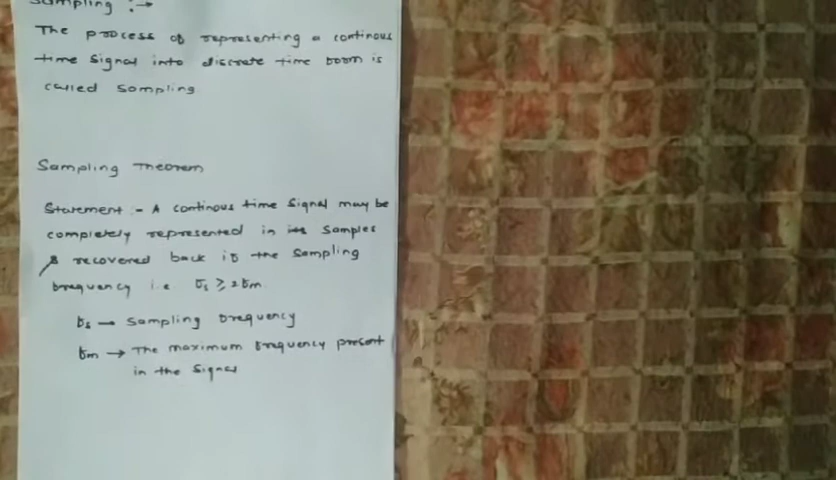 Sampling :→
The process of representing a continous
time signal into discrete time form is
called sampling
Sampling Theorem
Statement :- A continous time signal may be
completely represented in its samples
& recovered back if the sampling
frequency i.e. fs ≥ 2fm.
fs → sampling frequency
fm → The maximum frequency present
in the signal